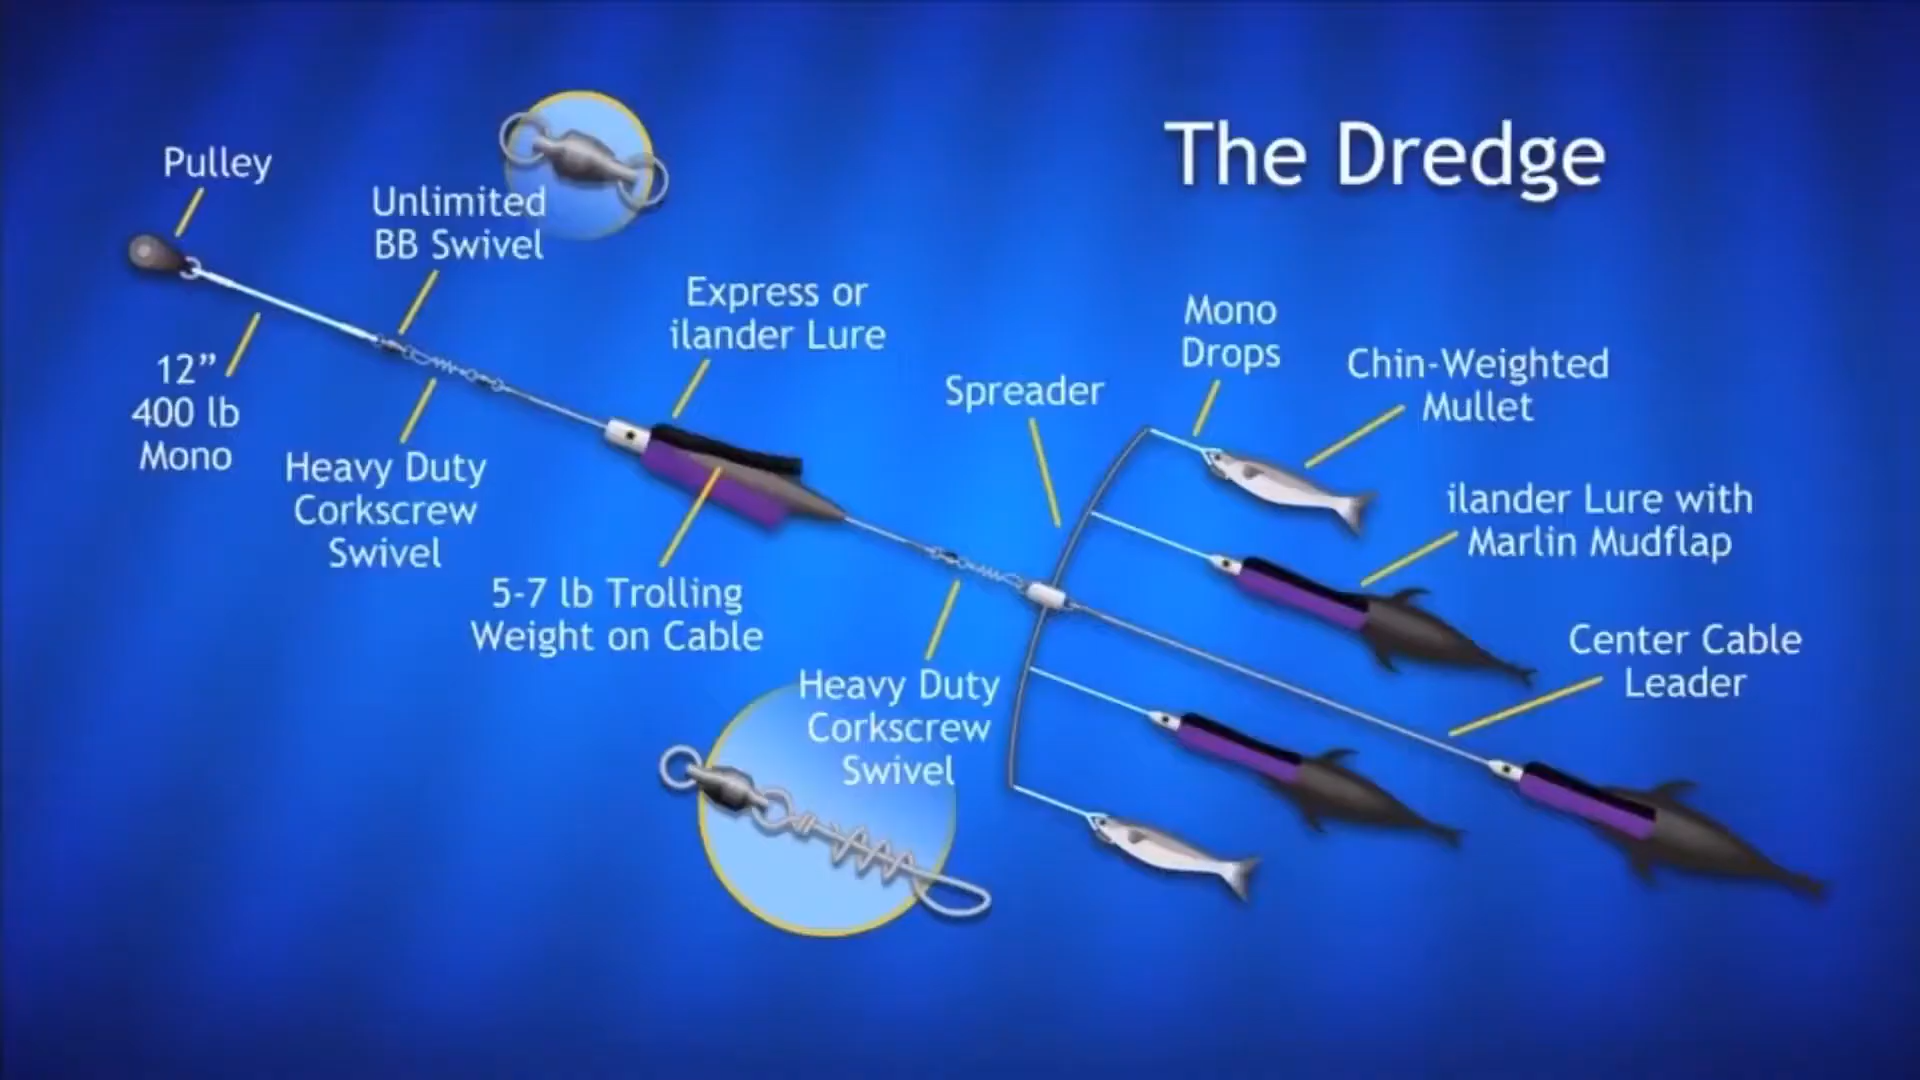 The Dredge
Pulley
Unlimited
BB Swivel
12”
400 lb
Mono
Heavy Duty
Corkscrew
Swivel
Express or
ilander Lure
5-7 lb Trolling
Weight on Cable
Heavy Duty
Corkscrew
Swivel
Spreader
Mono
Drops
Chin-Weighted
Mullet
ilander Lure with
Marlin Mudflap
Center Cable
Leader